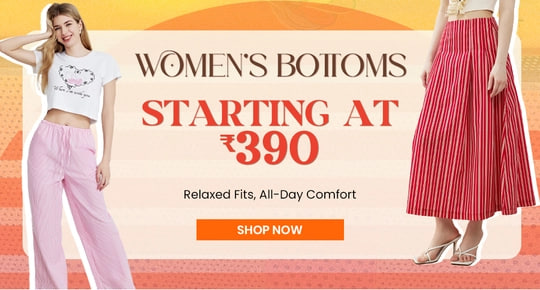 WOMEN'S BOTTOMS
STARTING AT
₹390
Relaxed Fits, All-Day Comfort
SHOP NOW